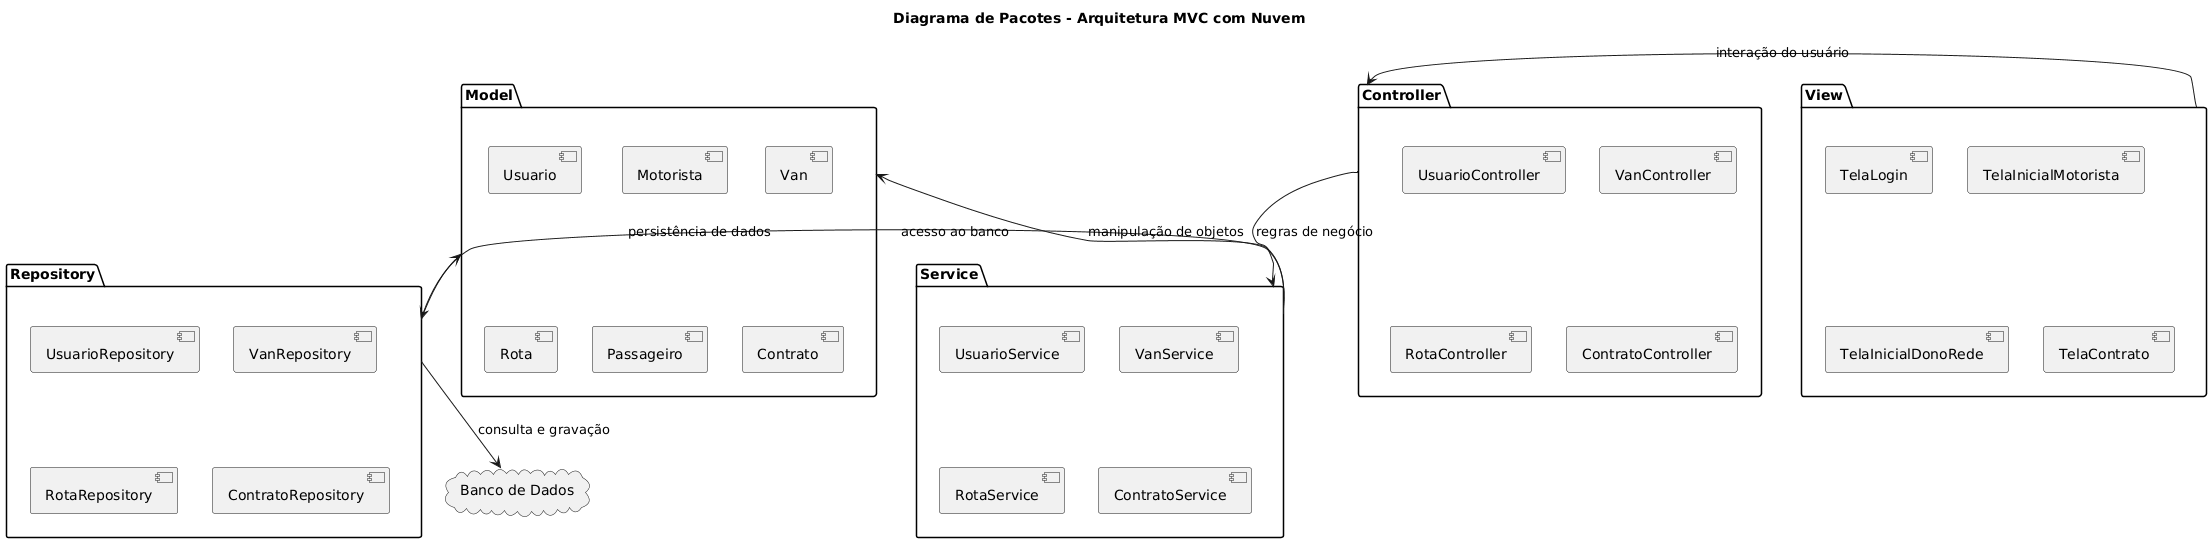 Diagrama de Pacotes - Arquitetura MVC com Nuvem
interação do usuário
Model
Controller
View
Usuario
Motorista
Van
UsuarioController
VanController
TelaLogin
TelaInicialMotorista
persistência de dados
acesso ao banco
manipulação de objetos
regras de negócio
Repository
Service
UsuarioRepository
VanRepository
Rota
Passageiro
Contrato
UsuarioService
VanService
RotaController
ContratoController
TelaInicialDonoRede
TelaContrato
consulta e gravação
RotaRepository
ContratoRepository
Banco de Dados
RotaService
ContratoService